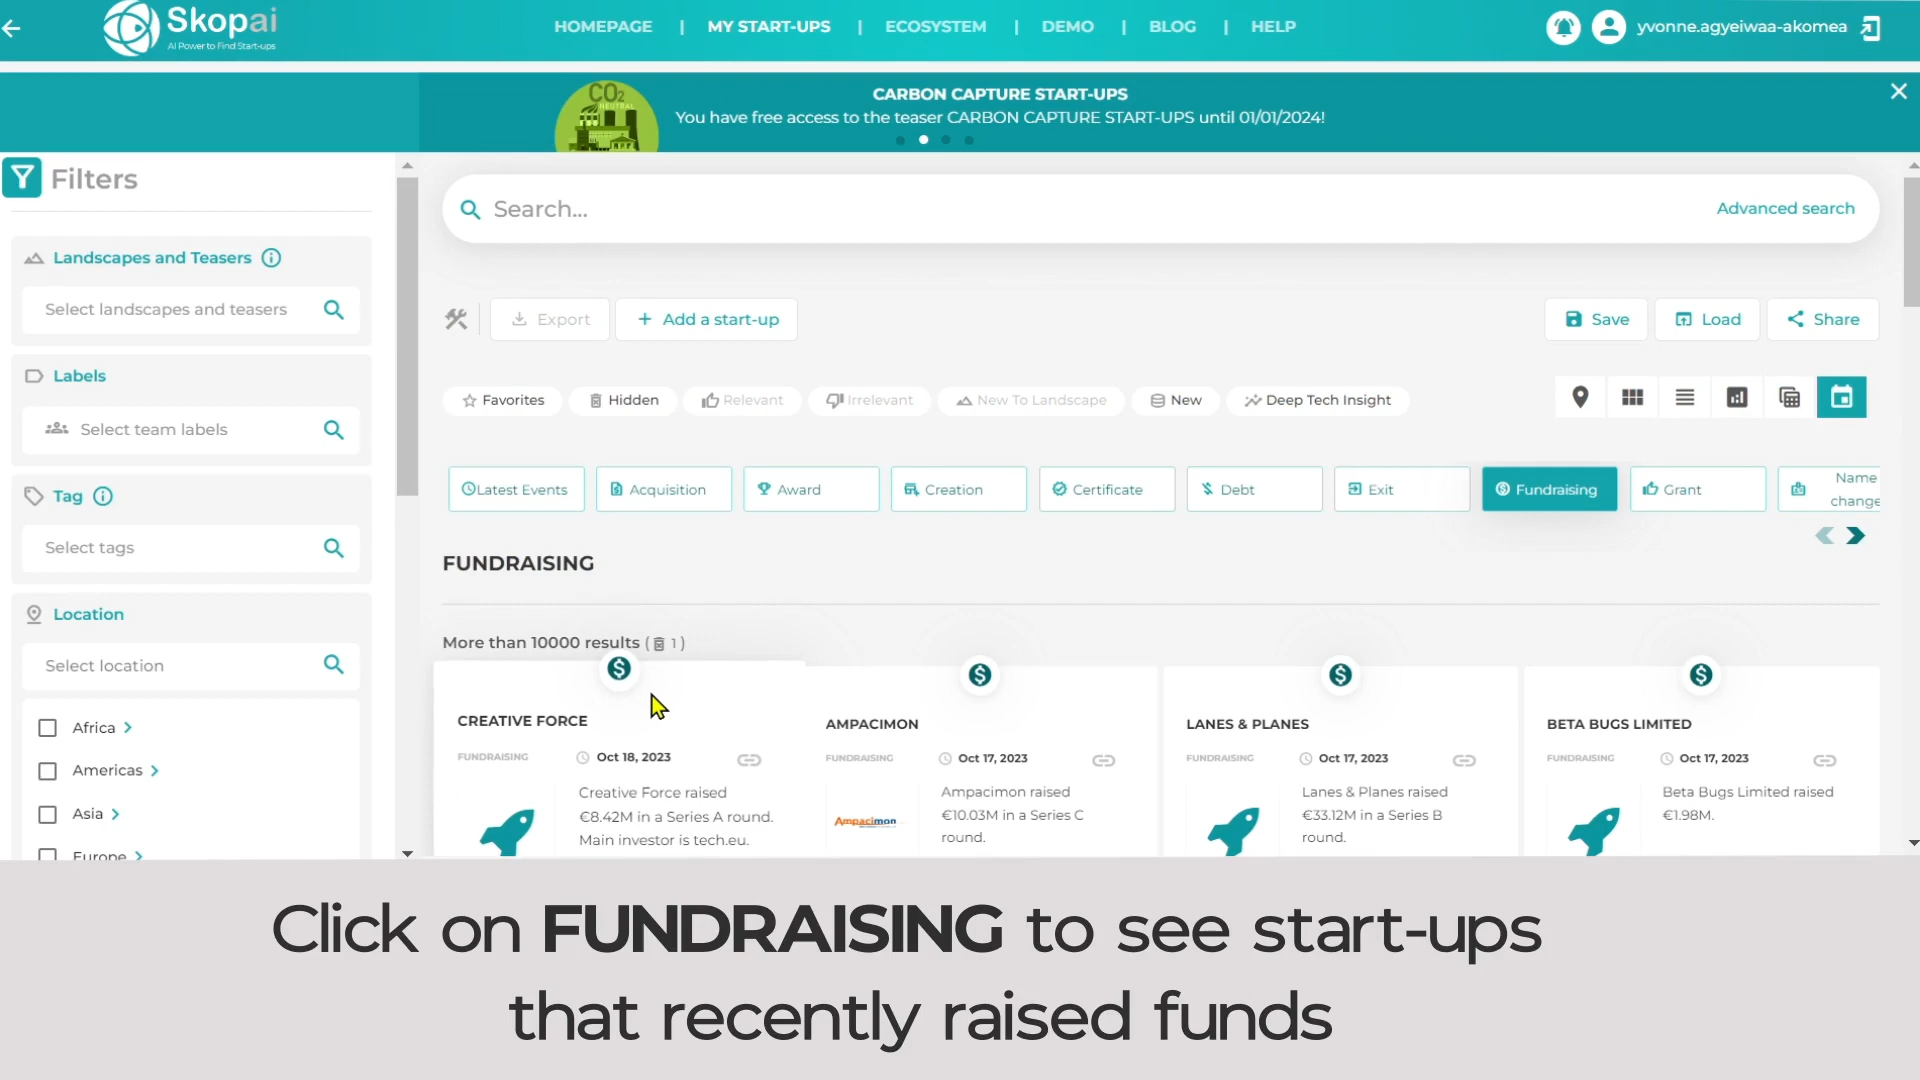 Skopai
AI Power to Find Start-ups
HOMEPAGE | MY START-UPS | ECOSYSTEM | DEMO | BLOG | HELP
yvonne.agyeiwaa-akomea
CO2
NEUTRAL
CARBON CAPTURE START-UPS
You have free access to the teaser CARBON CAPTURE START-UPS until 01/01/2024!
Filters
Landscapes and Teasers
Select landscapes and teasers
Labels
Select team labels
Tag
Select tags
Location
Select location
Africa
Americas
Asia
Europe
Search...
Advanced search
Export
+ Add a start-up
Save
Load
Share
Favorites
Hidden
Relevant
Irrelevant
New To Landscape
New
Deep Tech Insight
Latest Events
Acquisition
Award
Creation
Certificate
Debt
Exit
Fundraising
Grant
Name
change
FUNDRAISING
More than 10000 results ( 1 )
CREATIVE FORCE
FUNDRAISING
Oct 18, 2023
Creative Force raised
€8.42M in a Series A round.
Main investor is tech.eu.
AMPACIMON
FUNDRAISING
Oct 17, 2023
Ampacimon
Ampacimon raised
€10.03M in a Series C
round.
LANES & PLANES
FUNDRAISING
Oct 17, 2023
Lanes & Planes raised
€33.12M in a Series B
round.
BETA BUGS LIMITED
FUNDRAISING
Oct 17, 2023
Beta Bugs Limited raised
€1.98M.
Click on FUNDRAISING to see start-ups
that recently raised funds